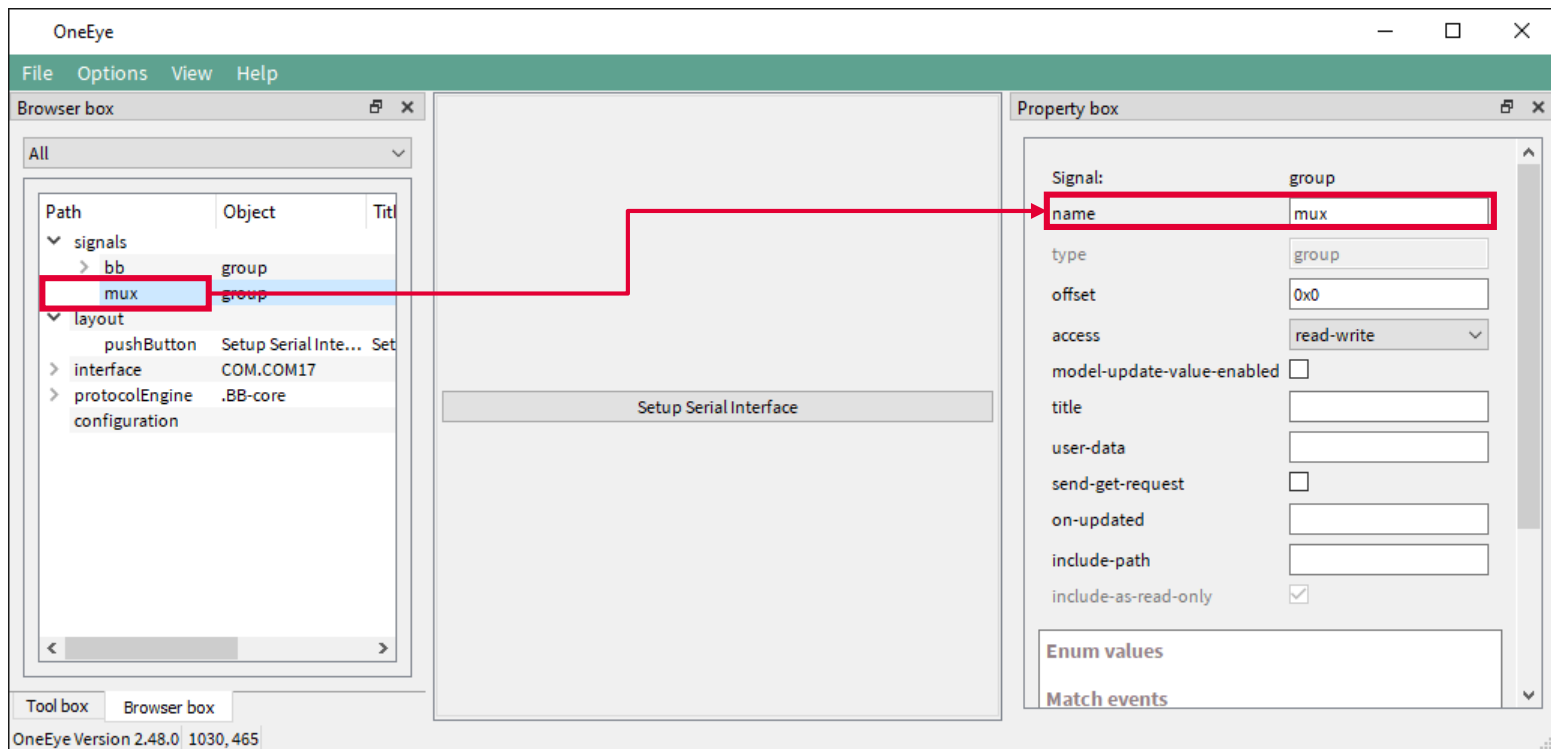 OneEye
File Options View Help
Browser box
All
Path Object Titl
signals
bb group
mux group
layout
pushButton Setup Serial Inte... Set
interface COM.COM17
protocolEngine .BB-core
configuration
Tool box Browser box
OneEye Version 2.48.0 1030, 465
Setup Serial Interface
Property box
Signal: group
name mux
type group
offset 0x0
access read-write
model-update-value-enabled
title
user-data
send-get-request
on-updated
include-path
include-as-read-only
Enum values
Match events